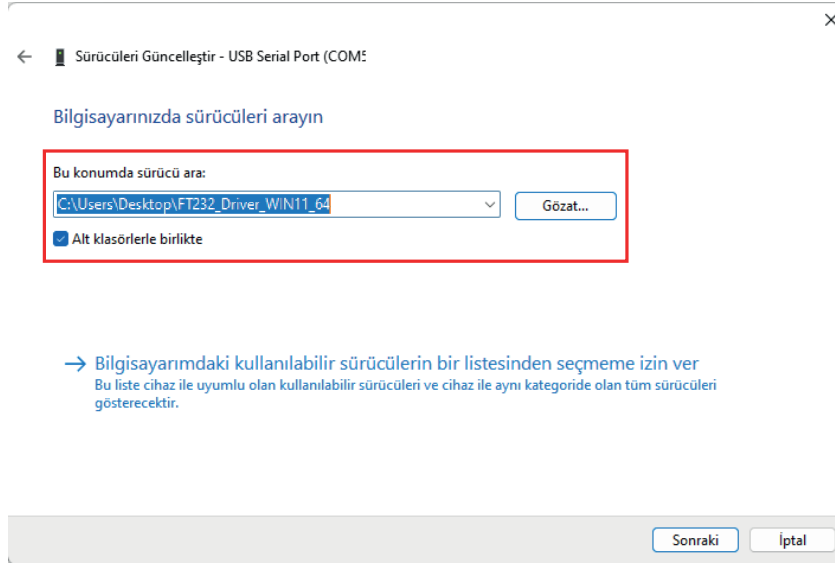 Sürücüleri Güncelleştir - USB Serial Port (COM5
Bilgisayarınızda sürücüleri arayın
Bu konumda sürücü ara:
C:\Users\Desktop\FT232_Driver_WIN11_64
Gözat...
Alt klasörlerle birlikte
Bilgisayarımdaki kullanılabilir sürücülerin bir listesinden seçmeme izin ver
Bu liste cihaz ile uyumlu olan kullanılabilir sürücüleri ve cihaz ile aynı kategoride olan tüm sürücüleri
gösterecektir.
Sonraki
İptal